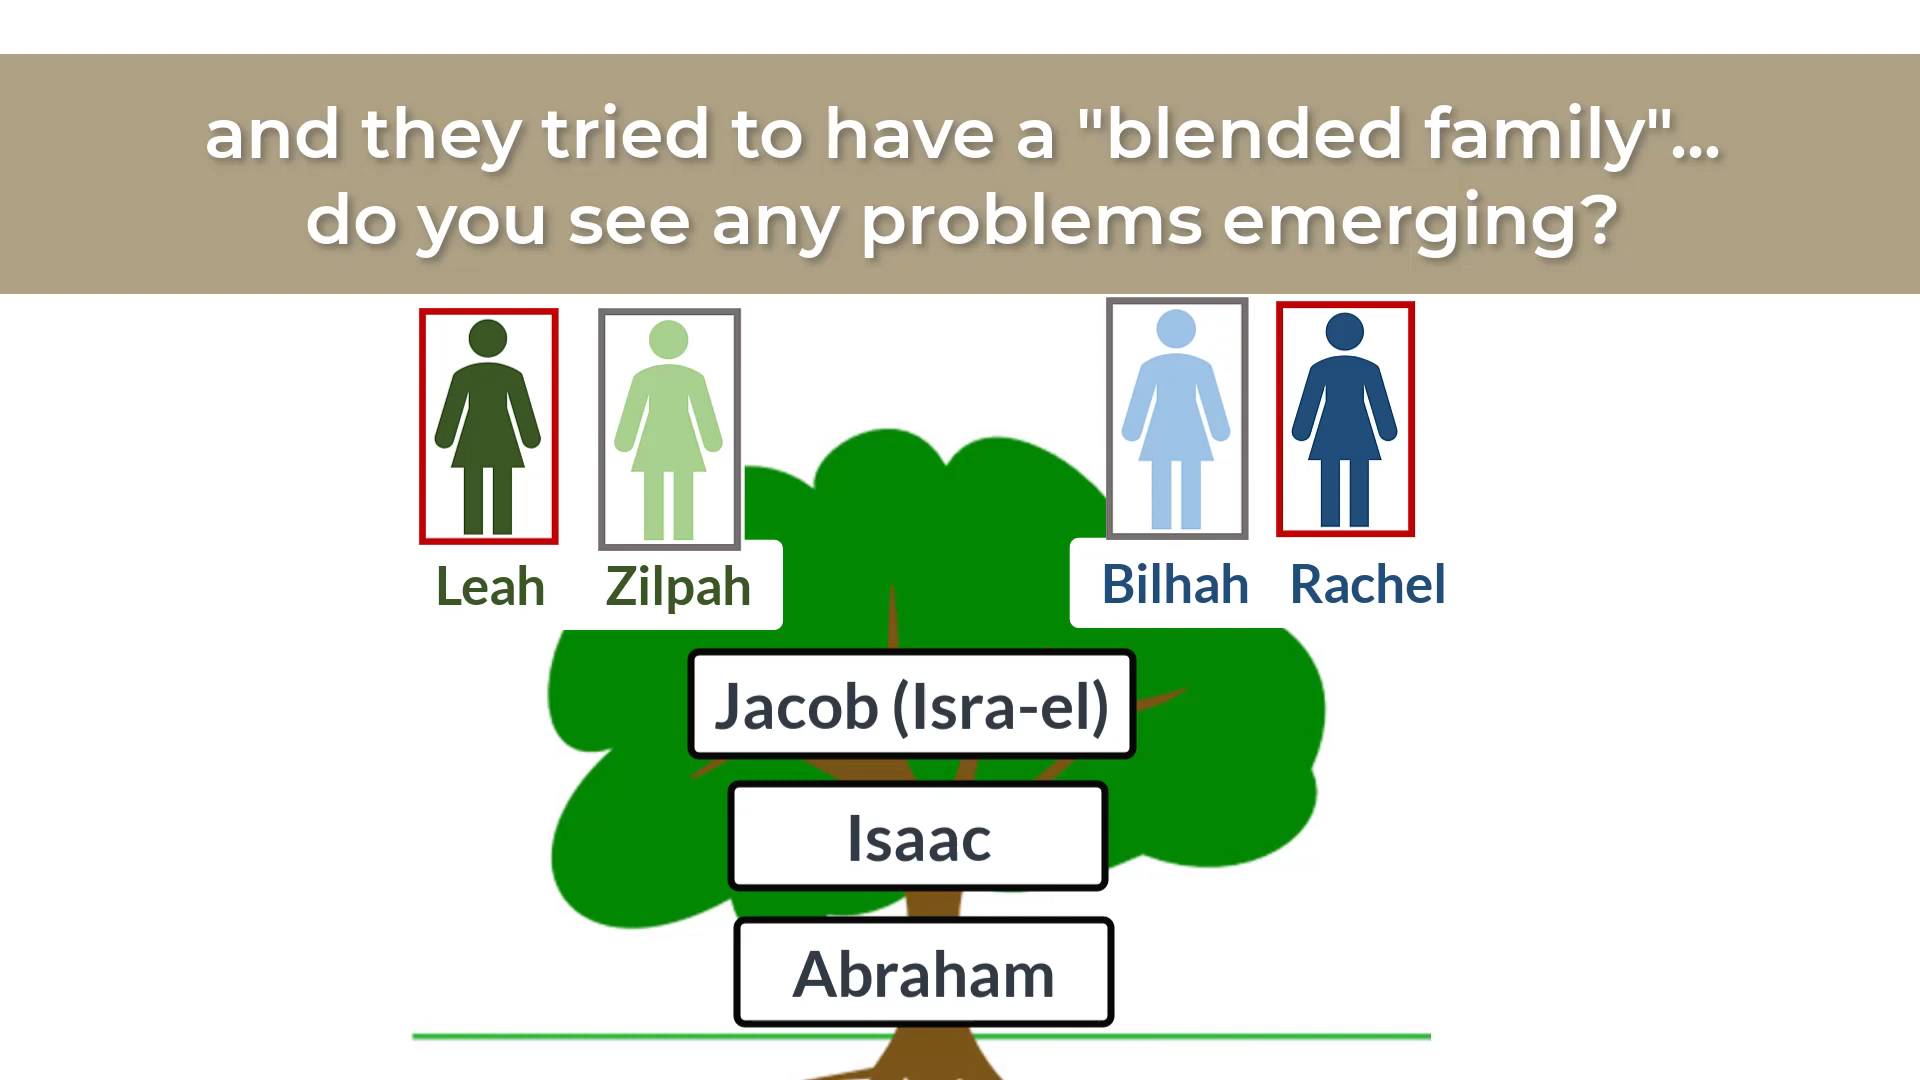 and they tried to have a "blended family"...
do you see any problems emerging?
Leah Zilpah Bilhah Rachel
Jacob (Isra-el)
Isaac
Abraham